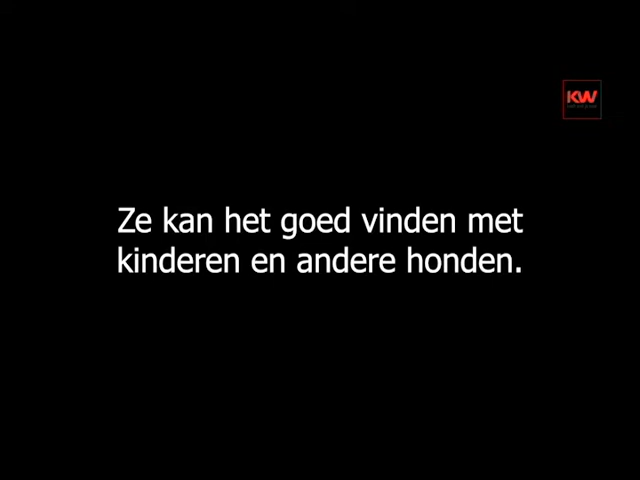 KW
Ze kan het goed vinden met
kinderen en andere honden.